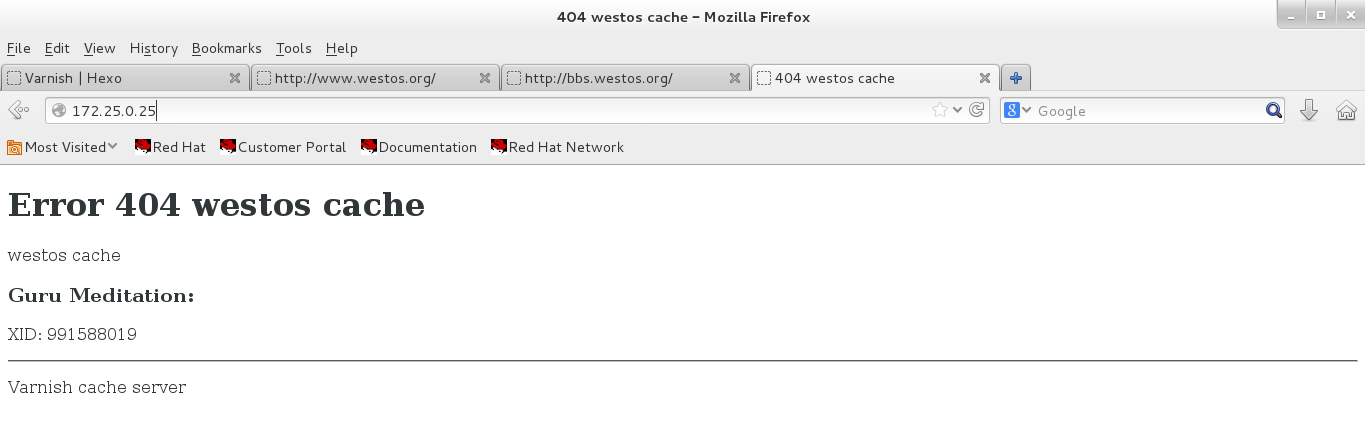 404 westos cache - Mozilla Firefox
File Edit View History Bookmarks Tools Help
Varnish | Hexo http://www.westos.org/ http://bbs.westos.org/ 404 westos cache
172.25.0.25 8 Google
Most Visited Red Hat Customer Portal Documentation Red Hat Network
Error 404 westos cache
westos cache
Guru Meditation:
XID: 991588019
Varnish cache server